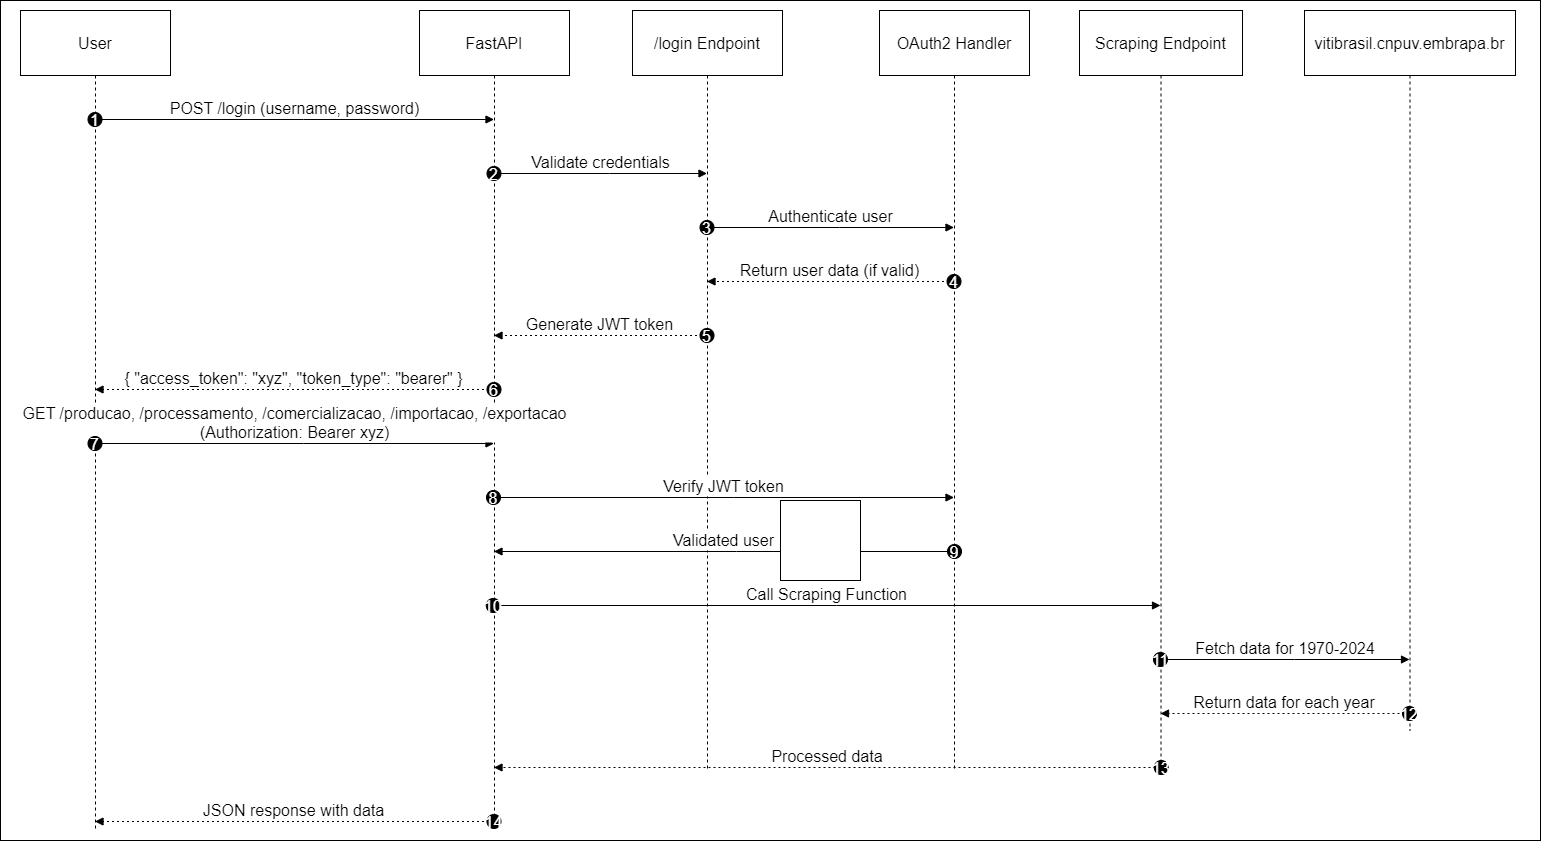 User
FastAPI
/login Endpoint
OAuth2 Handler
Scraping Endpoint
vitibrasil.cnpuv.embrapa.br
POST /login (username, password)
1
Validate credentials
2
Authenticate user
3
Return user data (if valid)
4
Generate JWT token
5
{ "access_token": "xyz", "token_type": "bearer" }
6
GET /producao, /processamento, /comercializacao, /importacao, /exportacao
(Authorization: Bearer xyz)
7
Verify JWT token
8
Validated user
9
Call Scraping Function
10
Fetch data for 1970-2024
11
Return data for each year
12
Processed data
13
JSON response with data
14